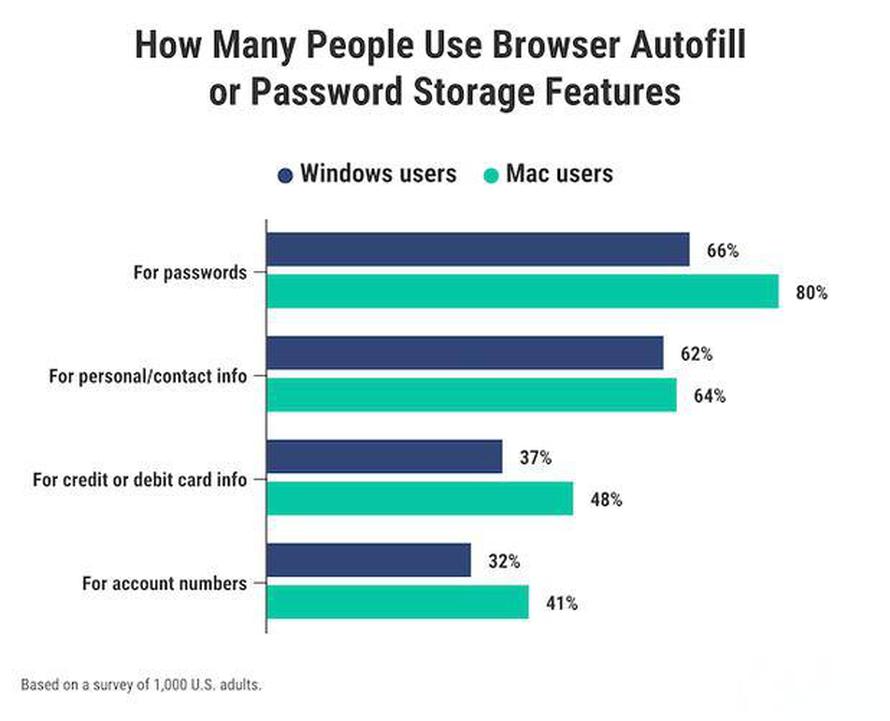 How Many People Use Browser Autofill
or Password Storage Features
Windows users
Mac users
For passwords
66%
80%
For personal/contact info
62%
64%
For credit or debit card info
37%
48%
For account numbers
32%
41%
Based on a survey of 1,000 U.S. adults.